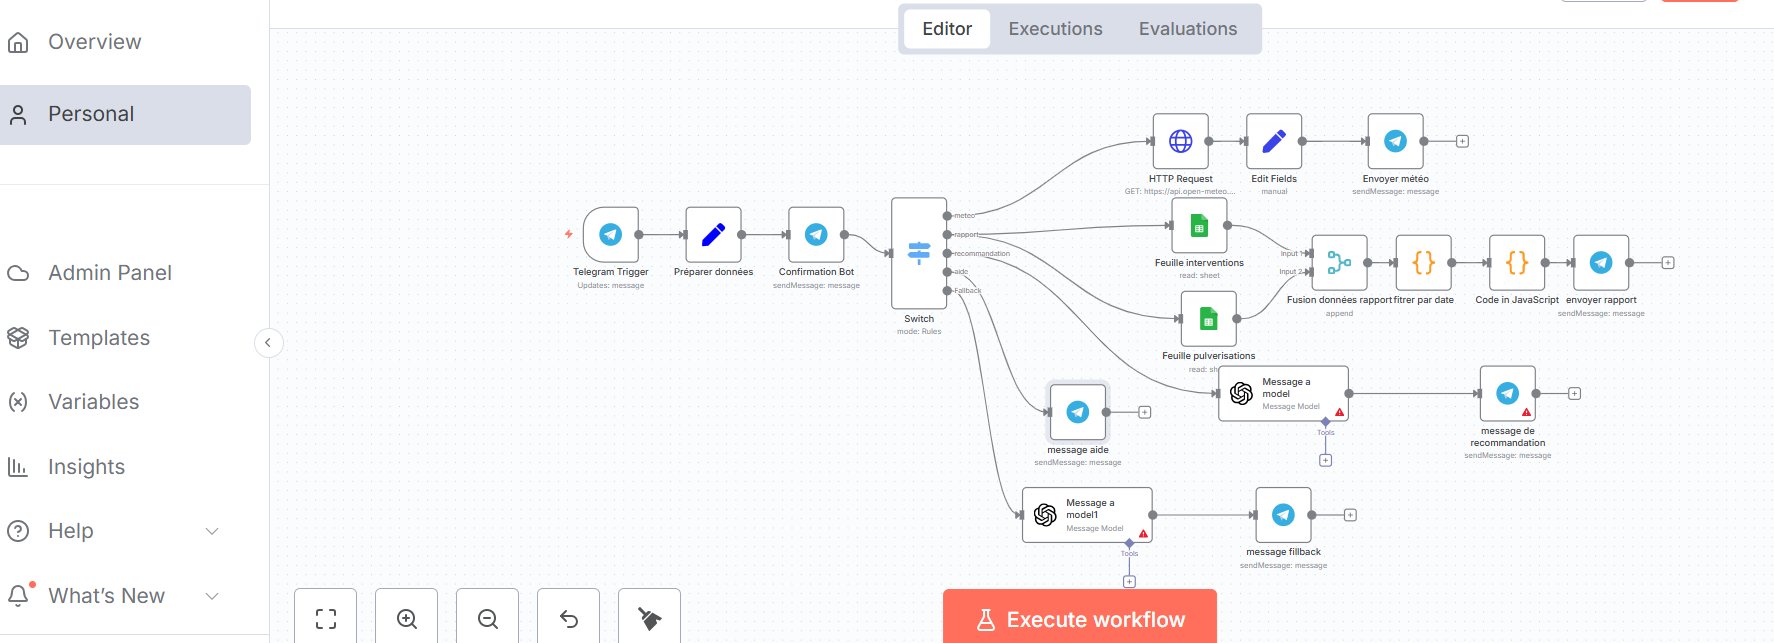 Overview
Personal
Admin Panel
Templates
Variables
Insights
Help
What's New
Editor
Executions
Evaluations
Telegram Trigger
Updates: message
Préparer données
Confirmation Bot
sendMessage: message
Switch
mode: Rules
meteo
rapport
recommandation
aide
Fallback
HTTP Request
GET: https://api.open-meteo....
Edit Fields
manual
Envoyer météo
sendMessage: message
Feuille interventions
read: sheet
Feuille pulverisations
read: sh
Input 1
Input 2
Fusion données rapport
append
fitrer par date
Code in JavaScript
envoyer rapport
sendMessage: message
Message a
model
Message Model
Tools
message de
recommandation
sendMessage: message
message aide
sendMessage: message
Message a
model1
Message Model
Tools
message fillback
sendMessage: message
Execute workflow